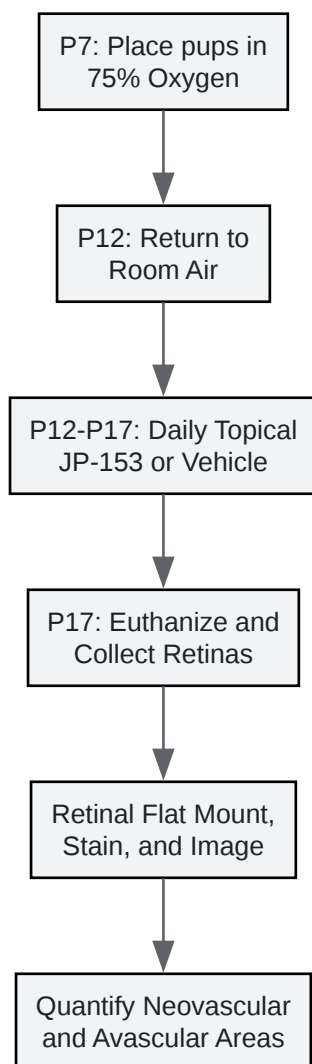 P7: Place pups in
75% Oxygen
P12: Return to
Room Air
P12-P17: Daily Topical
JP-153 or Vehicle
P17: Euthanize and
Collect Retinas
Retinal Flat Mount,
Stain, and Image
Quantify Neovascular
and Avascular Areas